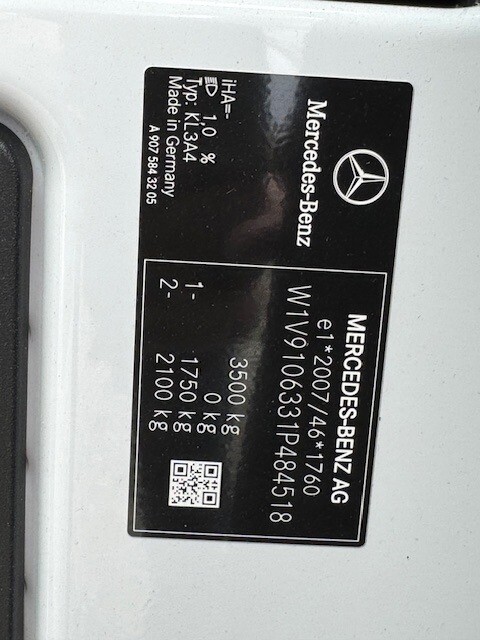 Mercedes-Benz
iHA=-
1,0 %
Typ: KL3A4
Made in Germany
A 907 584 32 05
MERCEDES-BENZ AG
e1*2007/46*1760
W1V9106331P484518
3500 kg
0 kg
1- 1750 kg
2- 2100 kg